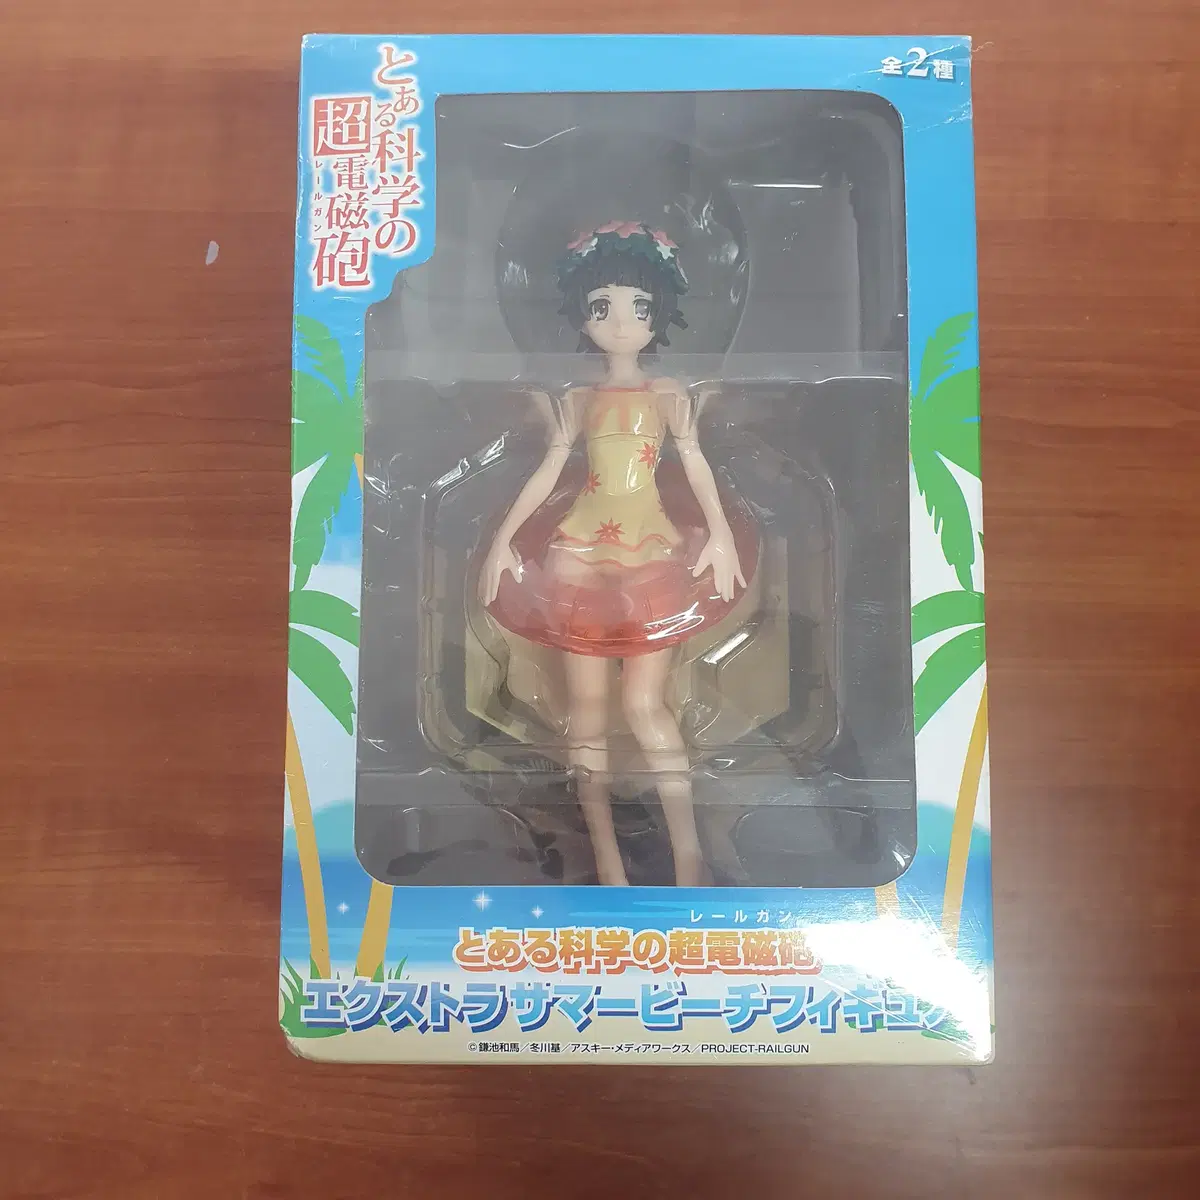 とある科学の
超電磁砲
レールガン
全2種
レールガン
とある科学の超電磁砲
エクストラサマービーチフィギュア
©鎌池和馬/冬川基/アスキー・メディアワークス/PROJECT-RAILGUN